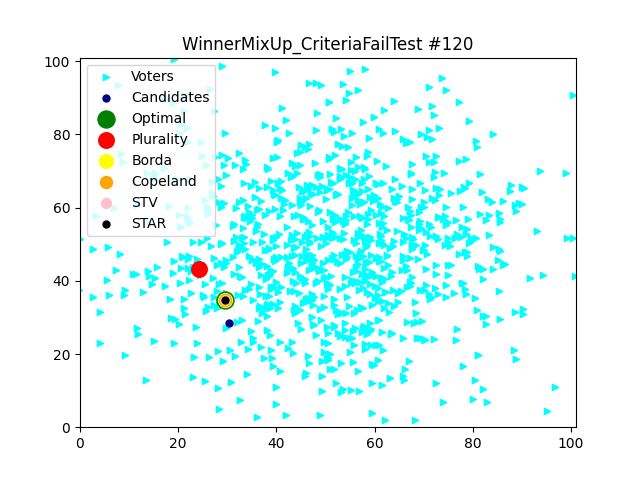 WinnerMixUp_CriteriaFailTest #120
100
80
60
40
20
0
0 20 40 60 80 100
Voters
Candidates
Optimal
Plurality
Borda
Copeland
STV
STAR